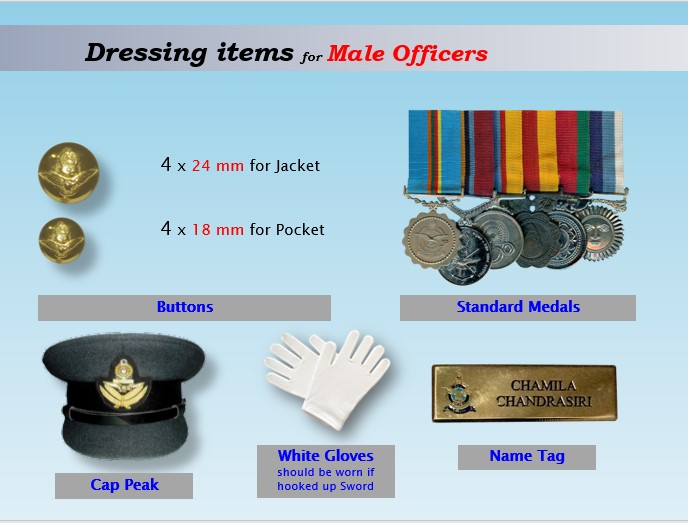 Dressing items for Male Officers
4 x 24 mm for Jacket
4 x 18 mm for Pocket
Buttons
Standard Medals
CHAMILA
CHANDRASIRI
Cap Peak
White Gloves
should be worn if
hooked up Sword
Name Tag